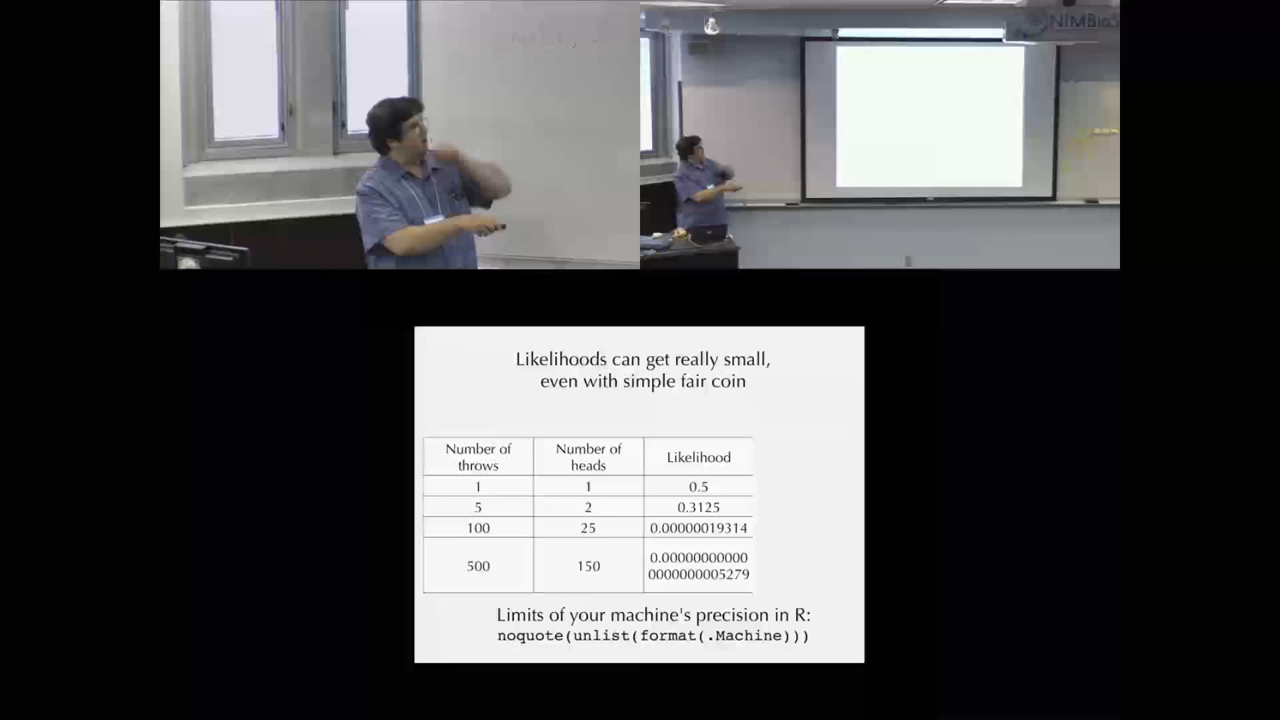 NIMBioS
Likelihoods can get really small,
even with simple fair coin
Number of throws	Number of heads	Likelihood
1	1	0.5
5	2	0.3125
100	25	0.00000019314
500	150	0.00000000000
0000000005279
Limits of your machine's precision in R:
noquote(unlist(format(.Machine)))